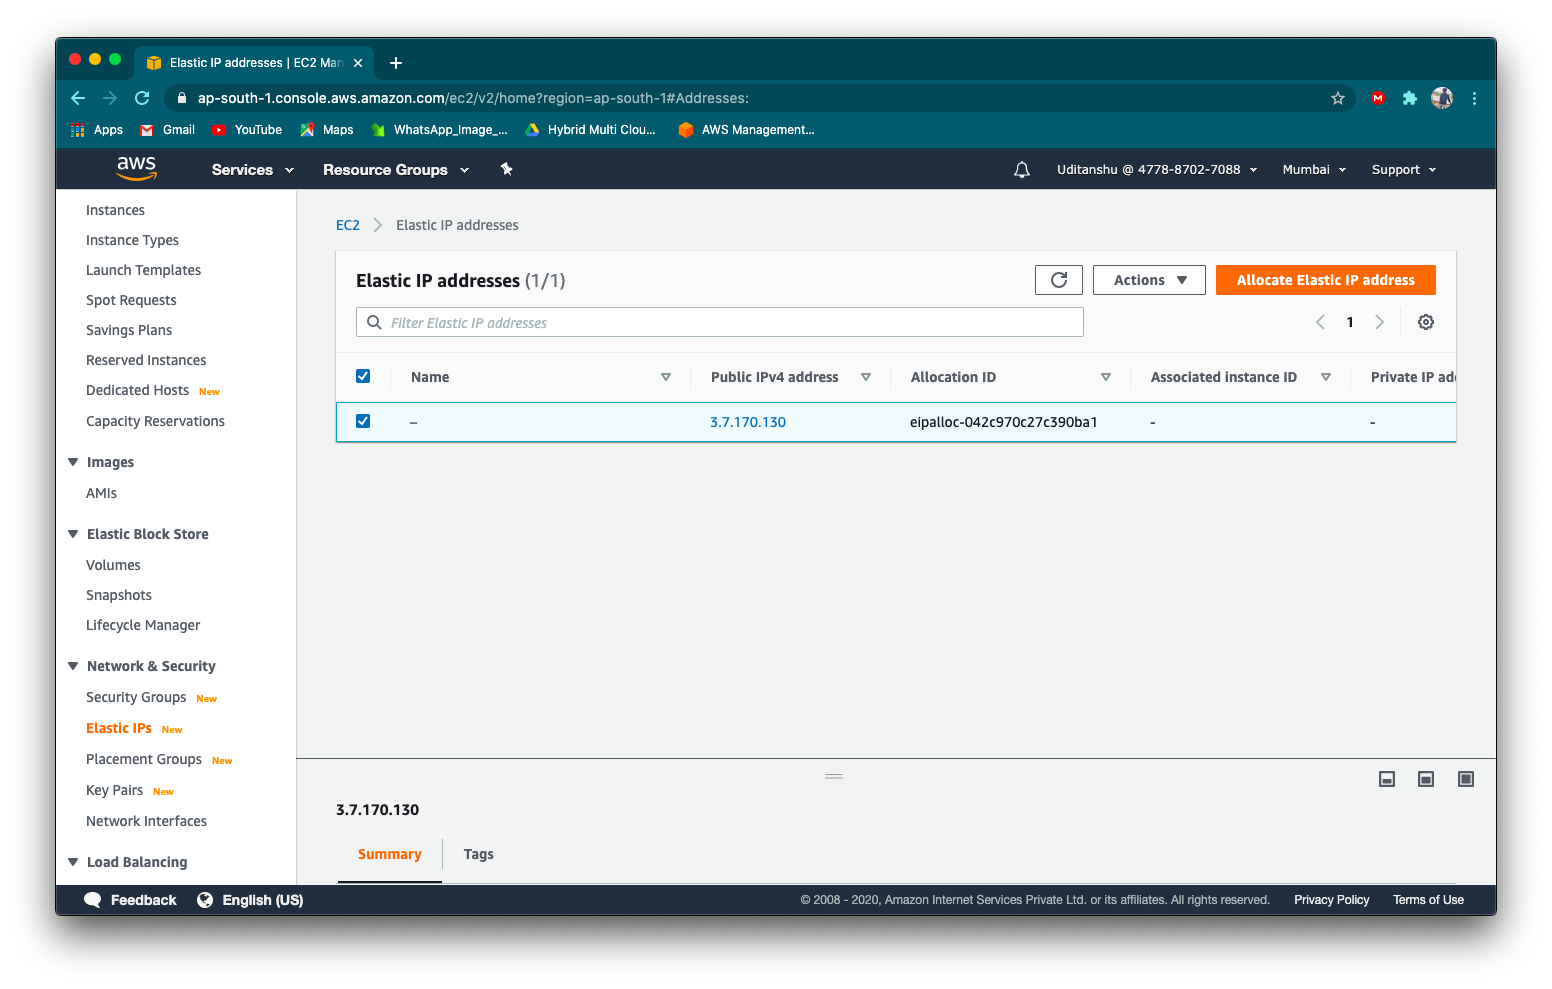 Elastic IP addresses | EC2 Man
ap-south-1.console.aws.amazon.com/ec2/v2/home?region=ap-south-1#Addresses:
Apps Gmail YouTube Maps WhatsApp_Image_... Hybrid Multi Clou... AWS Management...
aws Services Resource Groups Uditanshu @ 4778-8702-7088 Mumbai Support
Instances
Instance Types
Launch Templates
Spot Requests
Savings Plans
Reserved Instances
Dedicated Hosts New
Capacity Reservations
Images
AMIs
Elastic Block Store
Volumes
Snapshots
Lifecycle Manager
Network & Security
Security Groups New
Elastic IPs New
Placement Groups New
Key Pairs New
Network Interfaces
Load Balancing
EC2 Elastic IP addresses
Elastic IP addresses (1/1) Actions Allocate Elastic IP address
Filter Elastic IP addresses 1
Name Public IPv4 address Allocation ID Associated instance ID Private IP ad
– 3.7.170.130 eipalloc-042c970c27c390ba1 - -
3.7.170.130
Summary Tags
Feedback English (US) © 2008 - 2020, Amazon Internet Services Private Ltd. or its affiliates. All rights reserved. Privacy Policy Terms of Use